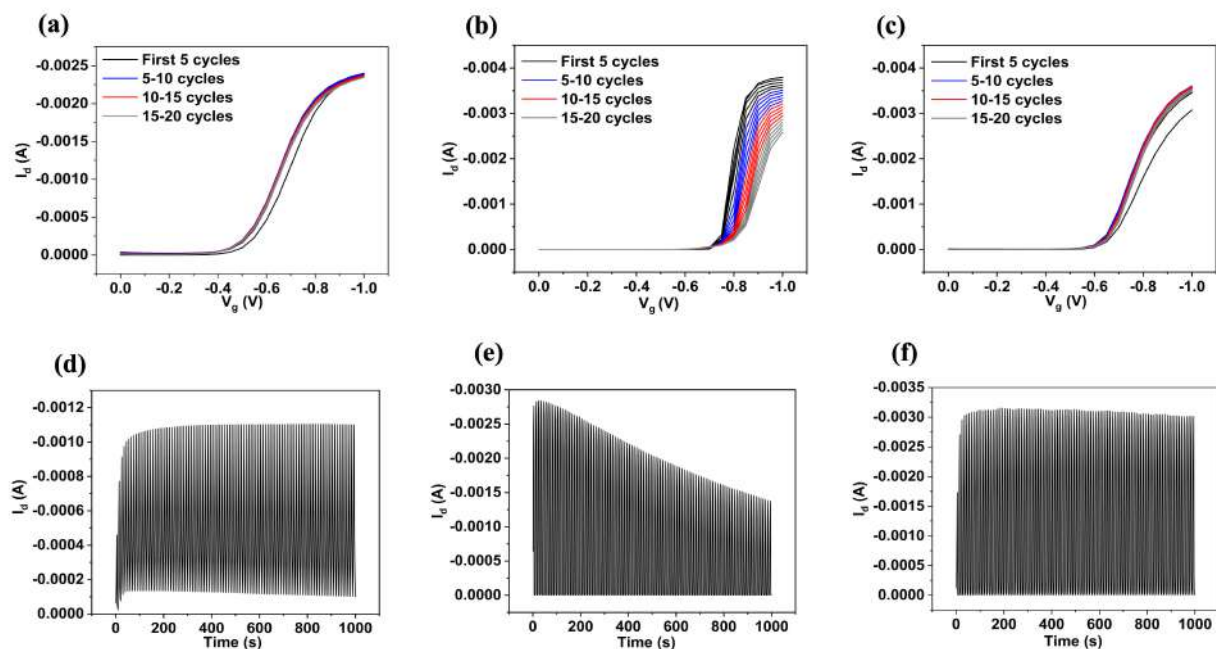 (a)
-0.0025
-0.0020
-0.0015
-0.0010
-0.0005
0.0000
I_d (A)
First 5 cycles
5-10 cycles
10-15 cycles
15-20 cycles
0.0 -0.2 -0.4 -0.6 -0.8 -1.0
V_g (V)
(b)
-0.004
-0.003
-0.002
-0.001
0.000
I_d (A)
First 5 cycles
5-10 cycles
10-15 cycles
15-20 cycles
0.0 -0.2 -0.4 -0.6 -0.8 -1.0
V_g (V)
(c)
-0.004
-0.003
-0.002
-0.001
0.000
I_d (A)
First 5 cycles
5-10 cycles
10-15 cycles
15-20 cycles
0.0 -0.2 -0.4 -0.6 -0.8 -1.0
V_g (V)
(d)
-0.0012
-0.0010
-0.0008
-0.0006
-0.0004
-0.0002
0.0000
I_d (A)
0 200 400 600 800 1000
Time (s)
(e)
-0.0030
-0.0025
-0.0020
-0.0015
-0.0010
-0.0005
0.0000
I_d (A)
0 200 400 600 800 1000
Time (s)
(f)
-0.0035
-0.0030
-0.0025
-0.0020
-0.0015
-0.0010
-0.0005
0.0000
I_d (A)
0 200 400 600 800 1000
Time (s)